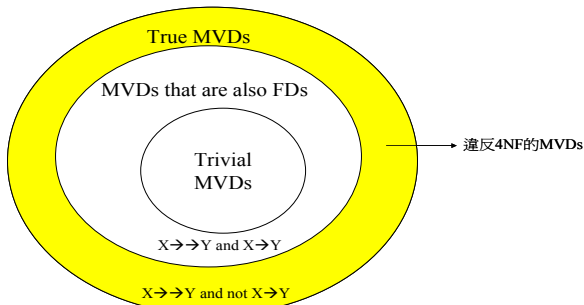 True MVDs
MVDs that are also FDs
違反4NF的MVDs
Trivial
MVDs
X→→Y and X→Y
X→→Y and not X→Y